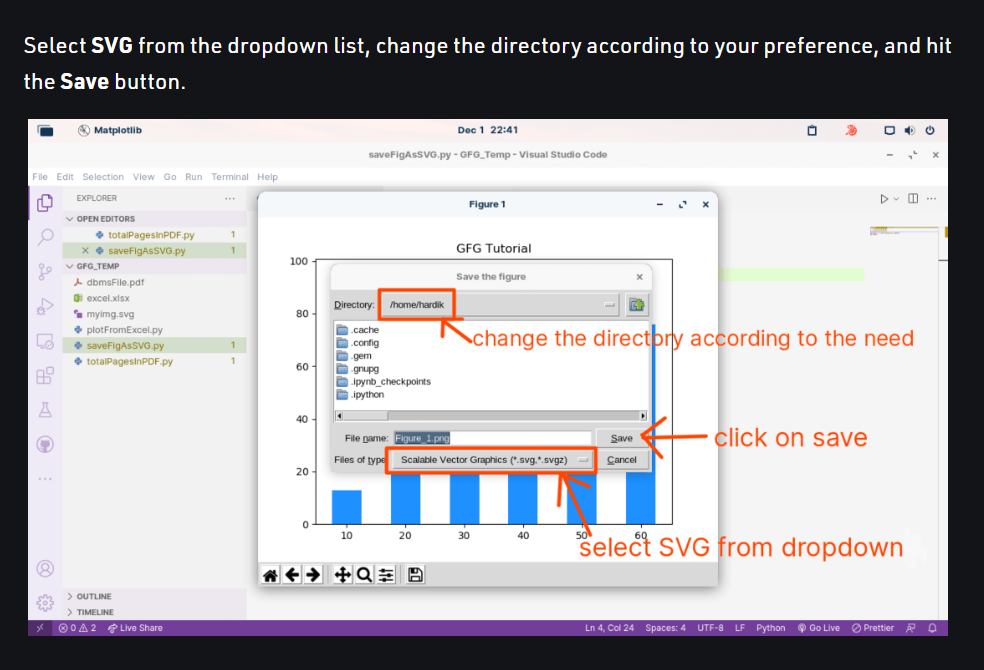 Select SVG from the dropdown list, change the directory according to your preference, and hit
the Save button.
Matplotlib
Dec 1 22:41
saveFigAsSVG.py - GFG_Temp - Visual Studio Code
File Edit Selection View Go Run Terminal Help
EXPLORER
OPEN EDITORS
totalPagesInPDF.py 1
saveFigAsSVG.py 1
GFG_TEMP
dbmsFile.pdf
excel.xlsx
myimg.svg
plotFromExcel.py
saveFigAsSVG.py 1
totalPagesInPDF.py 1
OUTLINE
TIMELINE
Figure 1
GFG Tutorial
100
80
60
40
20
0
10 20 30 40 50 60
Save the figure
Directory: /home/hardik
.cache
.config
.gem
.gnupg
.ipynb_checkpoints
.ipython
File name: Figure_1.png Save
Files of type Scalable Vector Graphics (*.svg,*.svgz) Cancel
change the directory according to the need
click on save
select SVG from dropdown
0 2 Live Share Ln 4, Col 24 Spaces: 4 UTF-8 LF Python Go Live Prettier